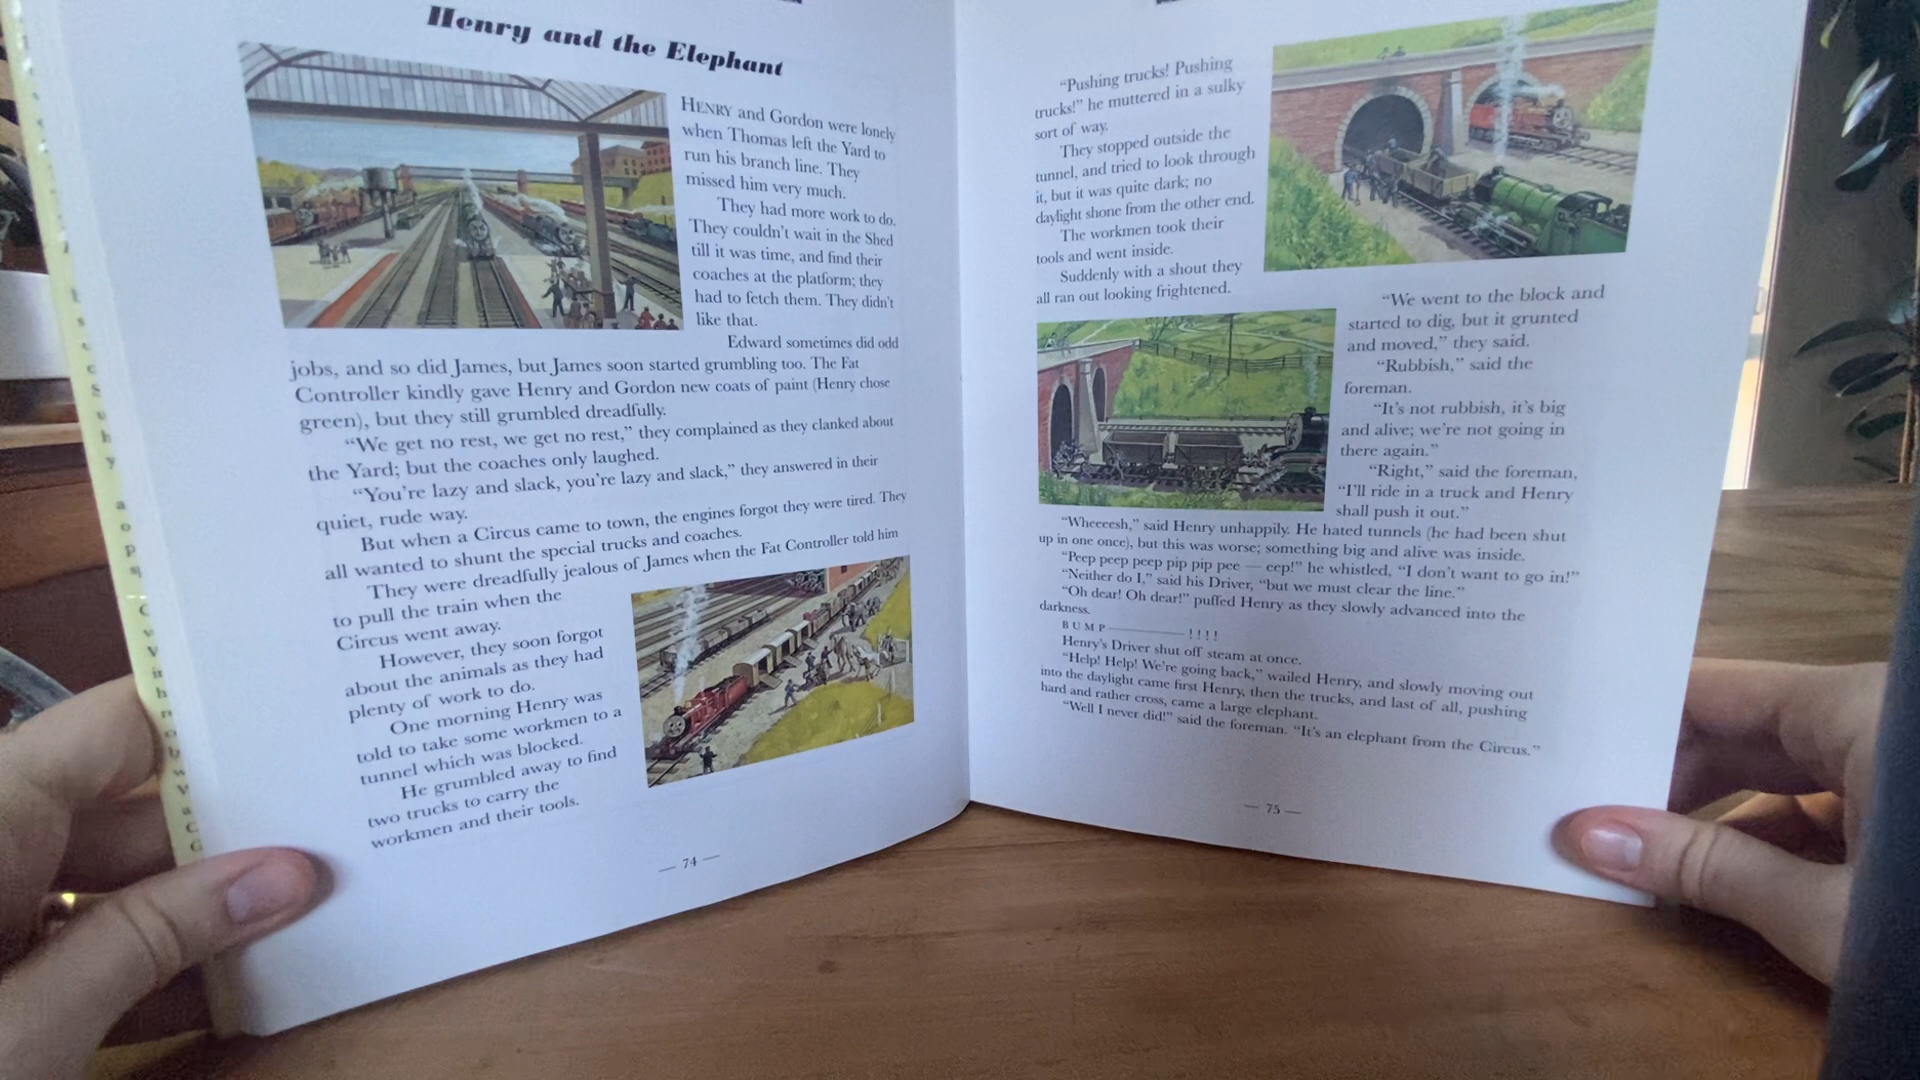 Henry and the Elephant
HENRY and Gordon were lonely
when Thomas left the Yard to
run his branch line. They
missed him very much.
They had more work to do.
They couldn't wait in the Shed
till it was time, and find their
coaches at the platform; they
had to fetch them. They didn't
like that.
Edward sometimes did odd
jobs, and so did James, but James soon started grumbling too. The Fat
Controller kindly gave Henry and Gordon new coats of paint (Henry chose
green), but they still grumbled dreadfully.
"We get no rest, we get no rest," they complained as they clanked about
the Yard; but the coaches only laughed.
"You're lazy and slack, you're lazy and slack," they answered in their
quiet, rude way.
But when a Circus came to town, the engines forgot they were tired. They
all wanted to shunt the special trucks and coaches.
They were dreadfully jealous of James when the Fat Controller told him
to pull the train when the
Circus went away.
However, they soon forgot
about the animals as they had
plenty of work to do.
One morning Henry was
told to take some workmen to a
tunnel which was blocked.
He grumbled away to find
two trucks to carry the
workmen and their tools.
— 74 —
"Pushing trucks! Pushing
trucks!" he muttered in a sulky
sort of way.
They stopped outside the
tunnel, and tried to look through
it, but it was quite dark; no
daylight shone from the other end.
The workmen took their
tools and went inside.
Suddenly with a shout they
all ran out looking frightened.
"We went to the block and
started to dig, but it grunted
and moved," they said.
"Rubbish," said the
foreman.
"It's not rubbish, it's big
and alive; we're not going in
there again."
"Right," said the foreman,
"I'll ride in a truck and Henry
shall push it out."
"Wheeeesh," said Henry unhappily. He hated tunnels (he had been shut
up in one once), but this was worse; something big and alive was inside.
"Peep peep peep pip pip pee — eep!" he whistled, "I don't want to go in!"
"Neither do I," said his Driver, "but we must clear the line."
"Oh dear! Oh dear!" puffed Henry as they slowly advanced into the
darkness.
BUMP————!!!!
Henry's Driver shut off steam at once.
"Help! Help! We're going back," wailed Henry, and slowly moving out
into the daylight came first Henry, then the trucks, and last of all, pushing
hard and rather cross, came a large elephant.
"Well I never did!" said the foreman. "It's an elephant from the Circus."
— 75 —